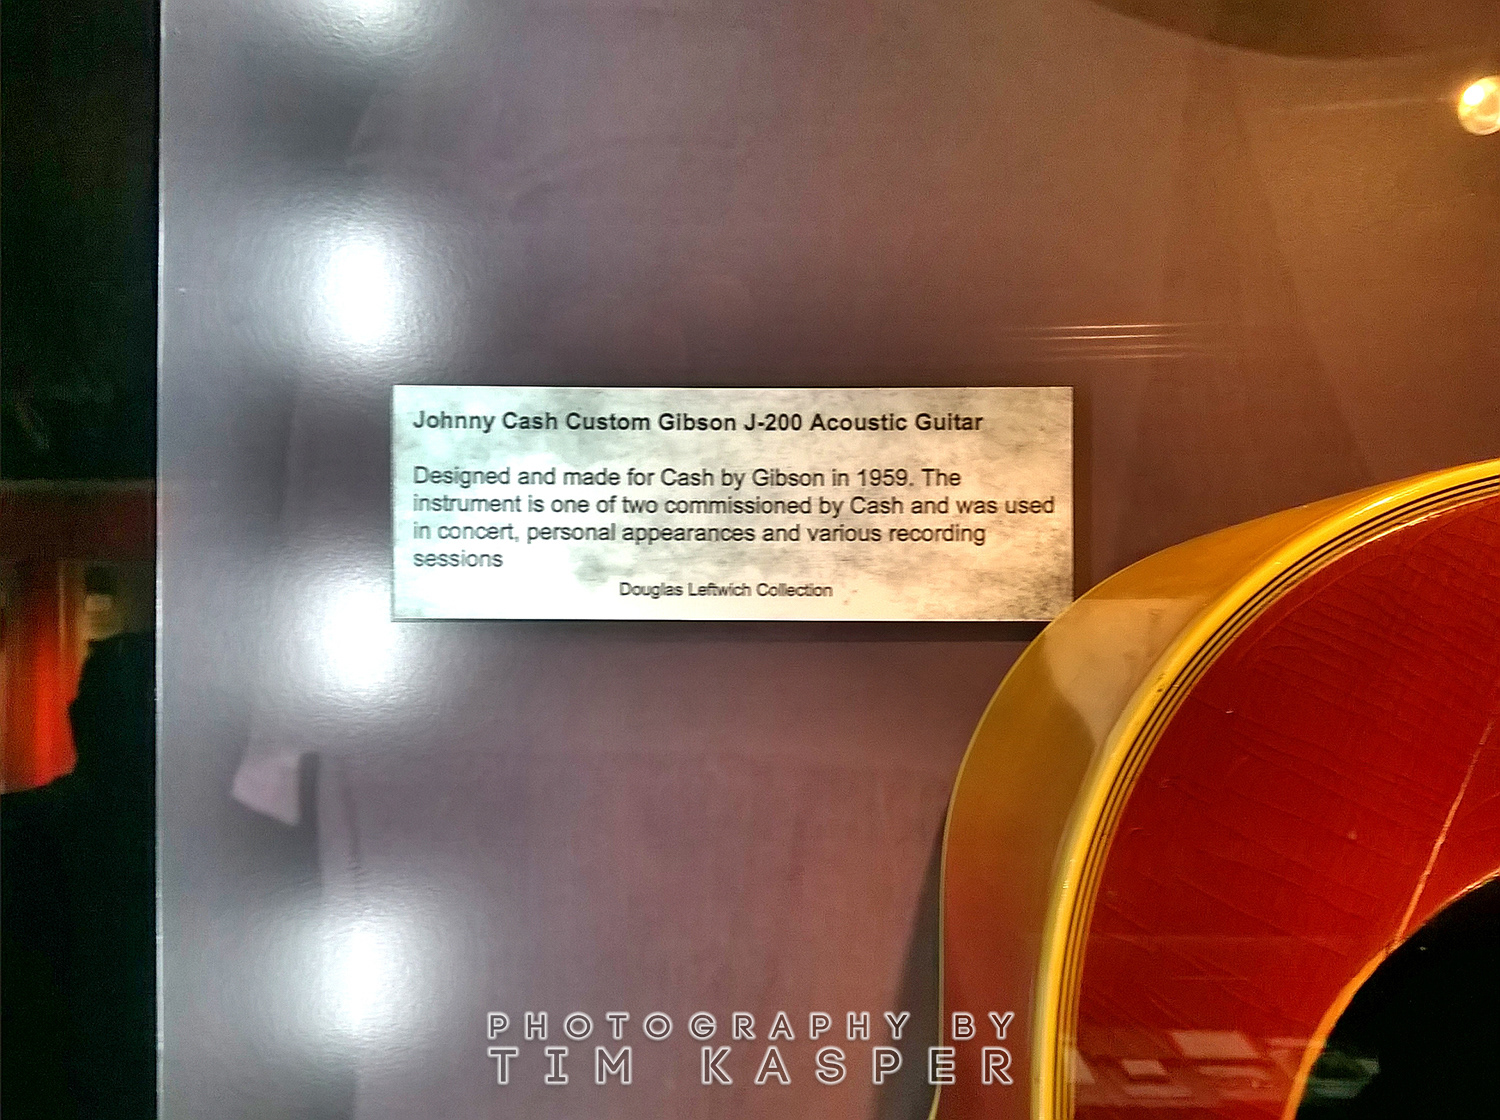 Johnny Cash Custom Gibson J-200 Acoustic Guitar
Designed and made for Cash by Gibson in 1959. The
instrument is one of two commissioned by Cash and was used
in concert, personal appearances and various recording
sessions
Douglas Leftwich Collection
PHOTOGRAPHY BY
TIM KASPER